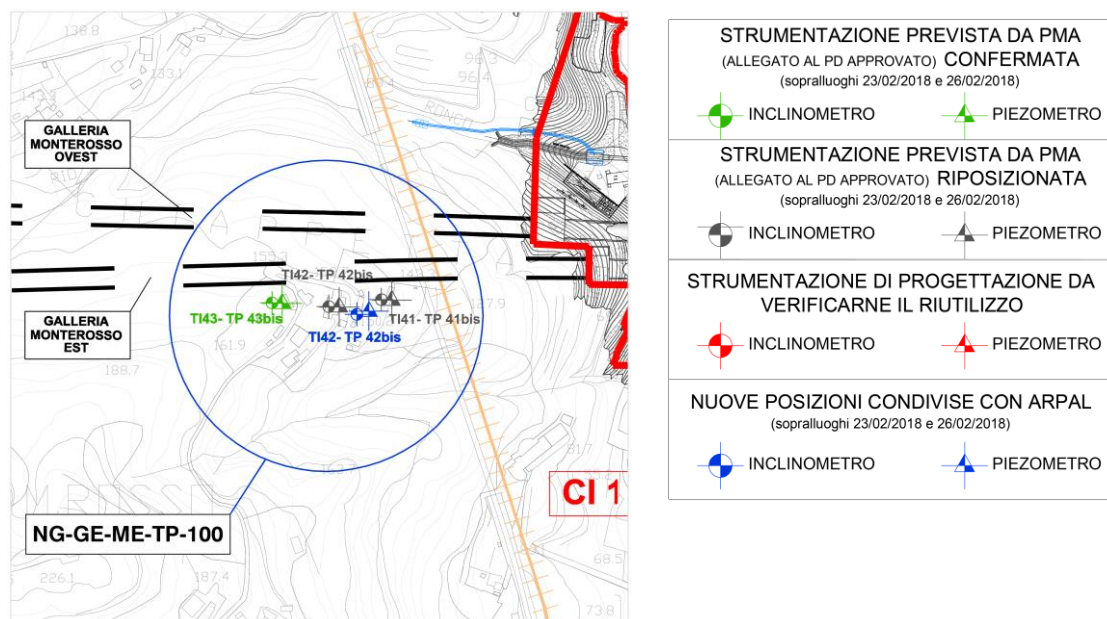 138.8
133.1
96.3
96.4
RONCO
GALLERIA
MONTEROSSO
OVEST
RIO
TI42- TP 42bis
TI43- TP 43bis
TI41- TP 41bis
TI42- TP 42bis
161.9
188.7
GALLERIA
MONTEROSSO
EST
CI 1
NG-GE-ME-TP-100
226.1
187.4
68.5
73.8
STRUMENTAZIONE PREVISTA DA PMA
(ALLEGATO AL PD APPROVATO) CONFERMATA
(sopralluoghi 23/02/2018 e 26/02/2018)
INCLINOMETRO PIEZOMETRO
STRUMENTAZIONE PREVISTA DA PMA
(ALLEGATO AL PD APPROVATO) RIPOSIZIONATA
(sopralluoghi 23/02/2018 e 26/02/2018)
INCLINOMETRO PIEZOMETRO
STRUMENTAZIONE DI PROGETTAZIONE DA
VERIFICARNE IL RIUTILIZZO
INCLINOMETRO PIEZOMETRO
NUOVE POSIZIONI CONDIVISE CON ARPAL
(sopralluoghi 23/02/2018 e 26/02/2018)
INCLINOMETRO PIEZOMETRO